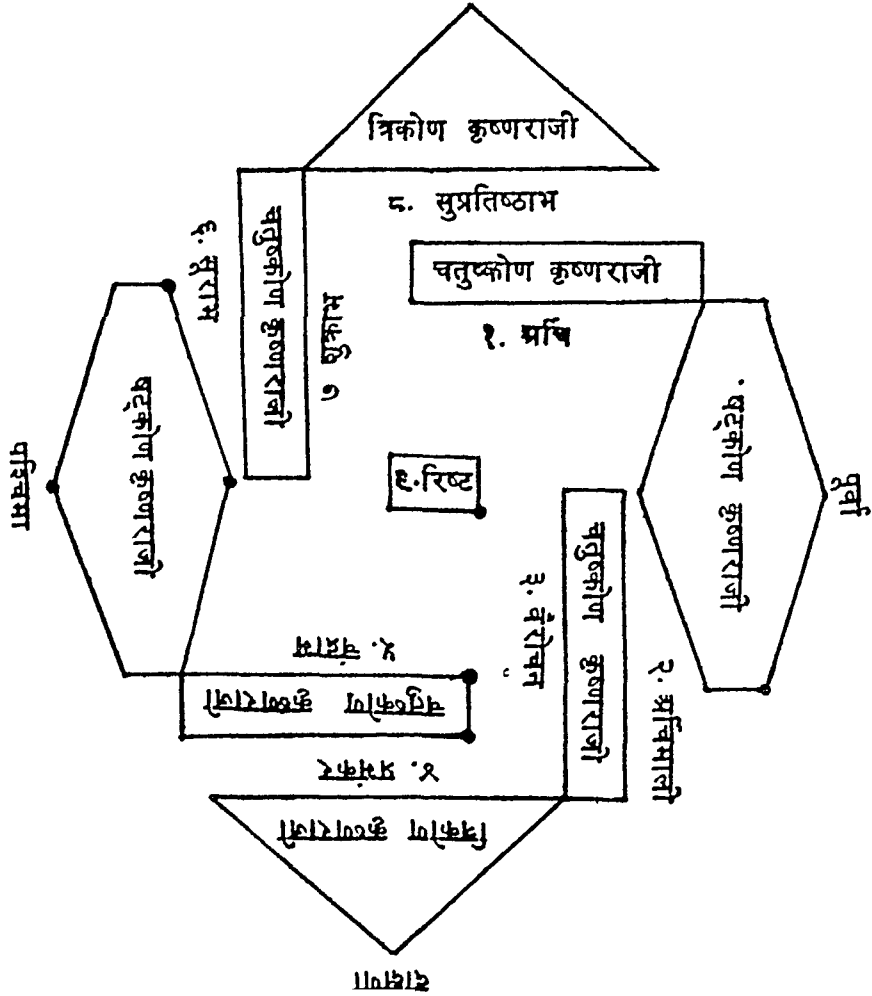 त्रिकोण कृष्णराजी
८. सुप्रतिष्ठाभ
चतुष्कोण कृष्णराजी
१. अर्चि
षट्कोण कृष्णराजी
पूर्वा
चतुष्कोण कृष्णराजी
२. अर्चिमाली
३. वैरोचन
९. रिष्ट
चतुष्कोण कृष्णराजी
६. सूराभ
७
षट्कोण कृष्णराजी
पश्चिमा
५. चंद्राभ
चतुष्कोण कृष्णराजी
४. प्रभंकर
त्रिकोण कृष्णराजी
दक्षिणा